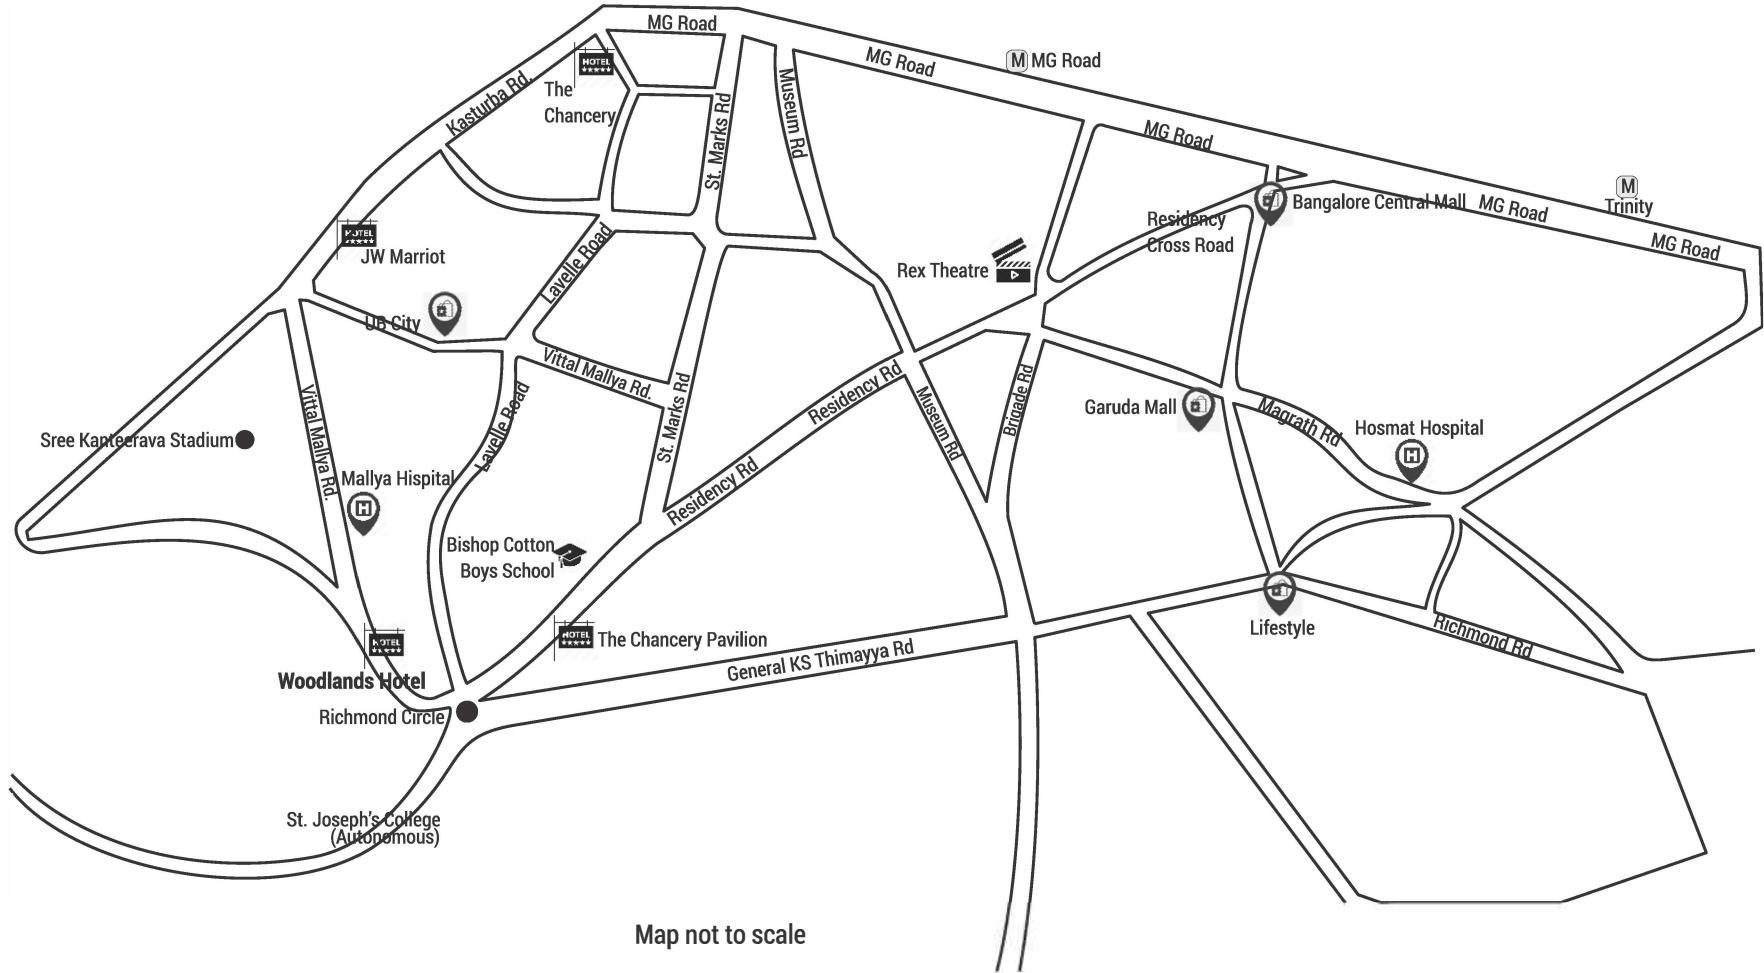 MG Road
MG Road
M MG Road
HOTEL
The
Chancery
Kasturba Rd.
Museum Rd
St. Marks Rd
MG Road
M
Trinity
Bangalore Central Mall
MG Road
MG Road
Residency
Cross Road
HOTEL
JW Marriot
Lavelle Road
Rex Theatre
UB City
Vittal Mallya Rd.
Residency Rd
Museum Rd
Brigade Rd
Garuda Mall
Magrath Rd
Hosmat Hospital
H
Vittal Mallya Rd.
Lavelle Road
St. Marks Rd
Sree Kanteerava Stadium
Mallya Hispital
H
Residency Rd
Bishop Cotton
Boys School
HOTEL
The Chancery Pavilion
HOTEL
Woodlands Hotel
General KS Thimayya Rd
Lifestyle
Richmond Rd
Richmond Circle
St. Joseph's College
(Autonomous)
Map not to scale